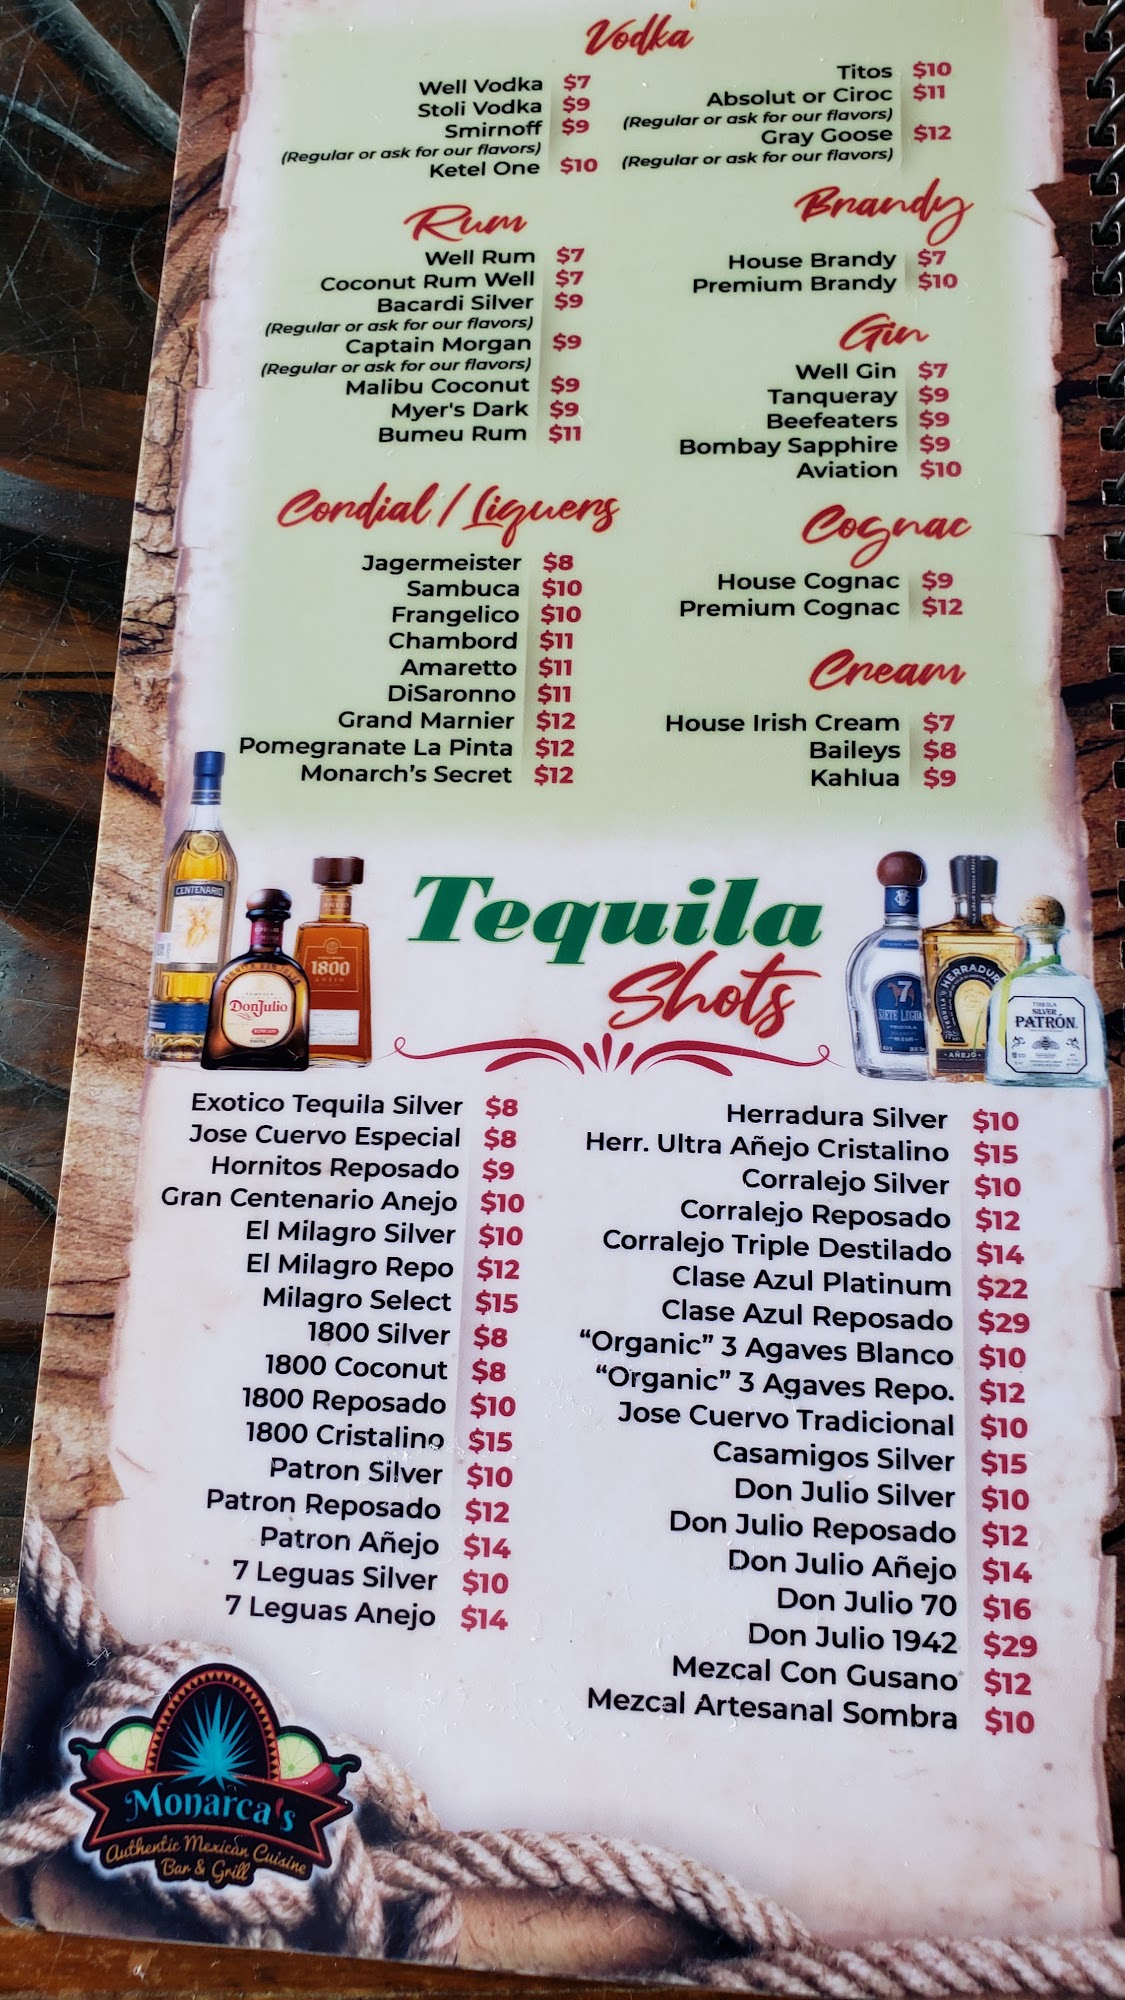 Vodka
Well Vodka $7
Stoli Vodka $9
Smirnoff $9
(Regular or ask for our flavors)
Ketel One $10
Titos $10
Absolut or Ciroc $11
(Regular or ask for our flavors)
Gray Goose $12
(Regular or ask for our flavors)
Rum
Well Rum $7
Coconut Rum Well $7
Bacardi Silver $9
(Regular or ask for our flavors)
Captain Morgan $9
(Regular or ask for our flavors)
Malibu Coconut $9
Myer's Dark $9
Bumeu Rum $11
Brandy
House Brandy $7
Premium Brandy $10
Gin
Well Gin $7
Tanqueray $9
Beefeaters $9
Bombay Sapphire $9
Aviation $10
Cordial / Liquers
Jagermeister $8
Sambuca $10
Frangelico $10
Chambord $11
Amaretto $11
DiSaronno $11
Grand Marnier $12
Pomegranate La Pinta $12
Monarch's Secret $12
Cognac
House Cognac $9
Premium Cognac $12
Cream
House Irish Cream $7
Baileys $8
Kahlua $9
Tequila
Shots
CENTENARIO
DonJulio
1800
AÑEJO
7
SIETE LEGUAS
TEQUILA
HERRADURA
AÑEJO
TEQUILA
SILVER
PATRÓN
Exotico Tequila Silver $8
Jose Cuervo Especial $8
Hornitos Reposado $9
Gran Centenario Anejo $10
El Milagro Silver $10
El Milagro Repo $12
Milagro Select $15
1800 Silver $8
1800 Coconut $8
1800 Reposado $10
1800 Cristalino $15
Patron Silver $10
Patron Reposado $12
Patron Añejo $14
7 Leguas Silver $10
7 Leguas Anejo $14
Herradura Silver $10
Herr. Ultra Añejo Cristalino $15
Corralejo Silver $10
Corralejo Reposado $12
Corralejo Triple Destilado $14
Clase Azul Platinum $22
Clase Azul Reposado $29
“Organic” 3 Agaves Blanco $10
“Organic” 3 Agaves Repo. $12
Jose Cuervo Tradicional $10
Casamigos Silver $15
Don Julio Silver $10
Don Julio Reposado $12
Don Julio Añejo $14
Don Julio 70 $16
Don Julio 1942 $29
Mezcal Con Gusano $12
Mezcal Artesanal Sombra $10
Monarca's
Authentic Mexican Cuisine
Bar & Grill